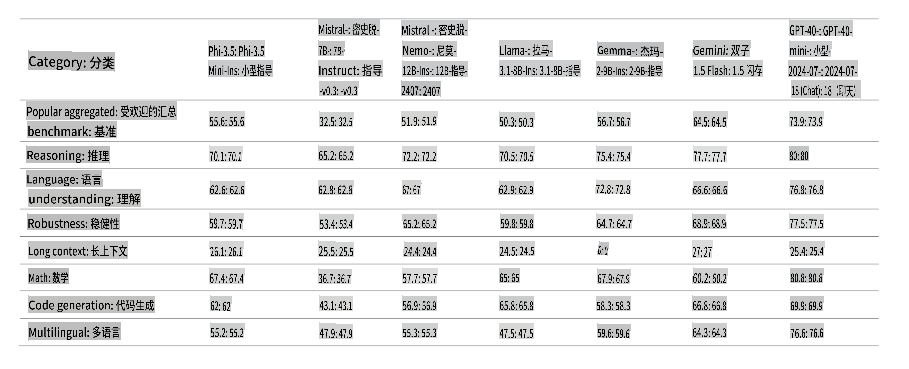 Category: 分类
Phi-3.5: Phi-3.5
Mini-Ins: 小型指导
Mistral -: 密史脱-
7B-: 7B-
Instruct: 指导
-v0.3: -v0.3
Mistral -: 密史脱-
Nemo-: 尼莫-
12B-Ins-: 12B-指导-
2407: 2407
Llama-: 拉马-
3.1-8B-Ins: 3.1-8B-指导
Gemma-: 杰玛-
2-9B-Ins: 2-9B-指导
Gemini: 双子
1.5 Flash: 1.5 闪存
GPT-40-: GPT-40-
mini-: 小型-
2024-07-: 2024-07-
18 (Chat): 18（聊天）
Popular aggregated: 受欢迎的汇总
benchmark: 基准
55.6: 55.6
32.5: 32.5
51.9: 51.9
50.3: 50.3
56.7: 56.7
64.5: 64.5
73.9: 73.9
Reasoning: 推理
70.1: 70.1
65.2: 65.2
72.2: 72.2
70.5: 70.5
75.4: 75.4
77.7: 77.7
80: 80
Language: 语言
understanding: 理解
62.6: 62.6
62.8: 62.8
67: 67
62.9: 62.9
72.8: 72.8
66.6: 66.6
76.8: 76.8
Robustness: 稳健性
59.7: 59.7
53.4: 53.4
65.2: 65.2
59.8: 59.8
64.7: 64.7
68.9: 68.9
77.5: 77.5
Long context: 长上下文
26.1: 26.1
25.5: 25.5
24.4: 24.4
24.5: 24.5
27: 27
25.4: 25.4
Math: 数学
67.4: 67.4
36.7: 36.7
57.7: 57.7
65: 65
67.9: 67.9
60.2: 60.2
80.8: 80.8
Code generation: 代码生成
62: 62
43.1: 43.1
56.9: 56.9
65.8: 65.8
58.3: 58.3
66.8: 66.8
69.9: 69.9
Multilingual: 多语言
55.2: 55.2
47.9: 47.9
55.3: 55.3
47.5: 47.5
59.6: 59.6
64.3: 64.3
76.6: 76.6